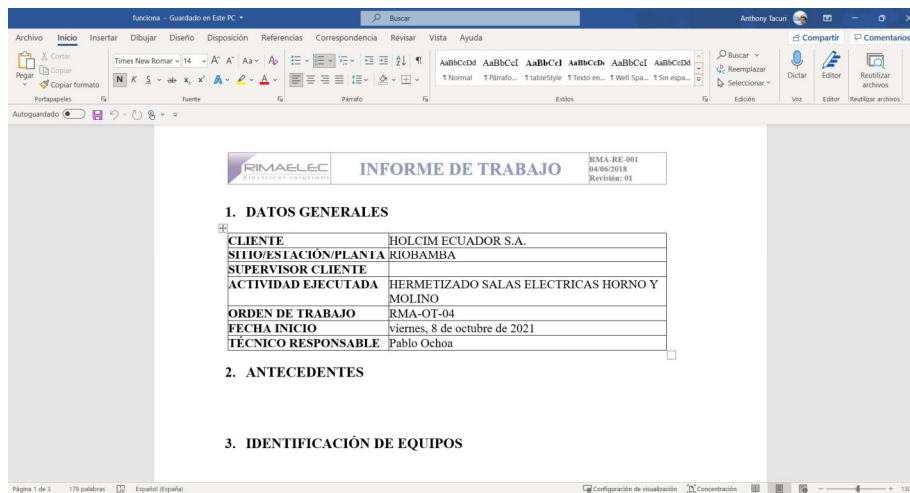 funciona - Guardado en Este PC
Buscar
Anthony Tacuri
Archivo Inicio Insertar Dibujar Diseño Disposición Referencias Correspondencia Revisar Vista Ayuda
Compartir Comentarios
Pegar
Cortar
Copiar
Copiar formato
Portapapeles
Times New Romar 14
N K S ab x₂ x²
Fuente
Párrafo
AaBbCcDd AaBbCcI AaBbCcI AaBbCcDı AaBbCcI AaBbCcDd
¶ Normal ¶ Párrafo... ¶ tableStyle ¶ Texto en... ¶ Well Spa... ¶ Sin espa...
Estilos
Buscar
Reemplazar
Seleccionar
Edición
Dictar
Voz
Editor
Editor
Reutilizar archivos
Reutilizar archivos
Autoguardado
RIMAELEC
Electrical solutions
INFORME DE TRABAJO
RMA-RE-001
04/06/2018
Revisión: 01
1. DATOS GENERALES
CLIENTE HOLCIM ECUADOR S.A.
SITIO/ESTACIÓN/PLANTA RIOBAMBA
SUPERVISOR CLIENTE
ACTIVIDAD EJECUTADA HERMETIZADO SALAS ELECTRICAS HORNO Y
MOLINO
ORDEN DE TRABAJO RMA-OT-04
FECHA INICIO viernes, 8 de octubre de 2021
TÉCNICO RESPONSABLE Pablo Ochoa
2. ANTECEDENTES
3. IDENTIFICACIÓN DE EQUIPOS
Página 1 de 3 179 palabras Español (España)
Configuración de visualización Concentración